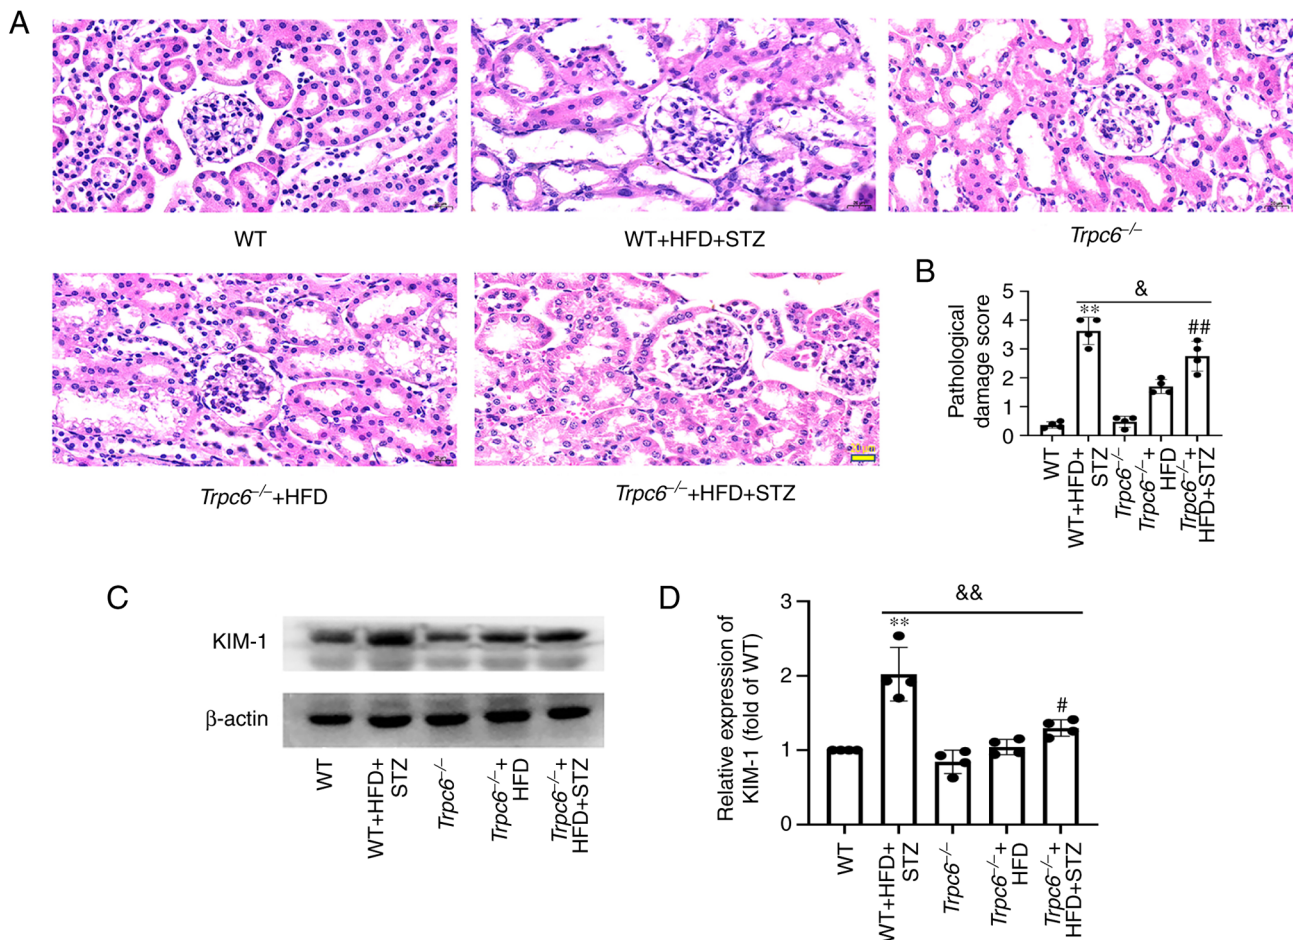 A
WT
WT+HFD+STZ
Trpc6⁻/⁻
Trpc6⁻/⁻+HFD
Trpc6⁻/⁻+HFD+STZ
B
Pathological
damage score
5
4
3
2
1
0
&
**
##
WT
WT+HFD+
STZ
Trpc6⁻/⁻
Trpc6⁻/⁻+
HFD
Trpc6⁻/⁻+
HFD+STZ
C
KIM-1
β-actin
WT
WT+HFD+
STZ
Trpc6⁻/⁻
Trpc6⁻/⁻+
HFD
Trpc6⁻/⁻+
HFD+STZ
D
Relative expression of
KIM-1 (fold of WT)
3
2
1
0
&&
**
#
WT
WT+HFD+
STZ
Trpc6⁻/⁻
Trpc6⁻/⁻+
HFD
Trpc6⁻/⁻+
HFD+STZ